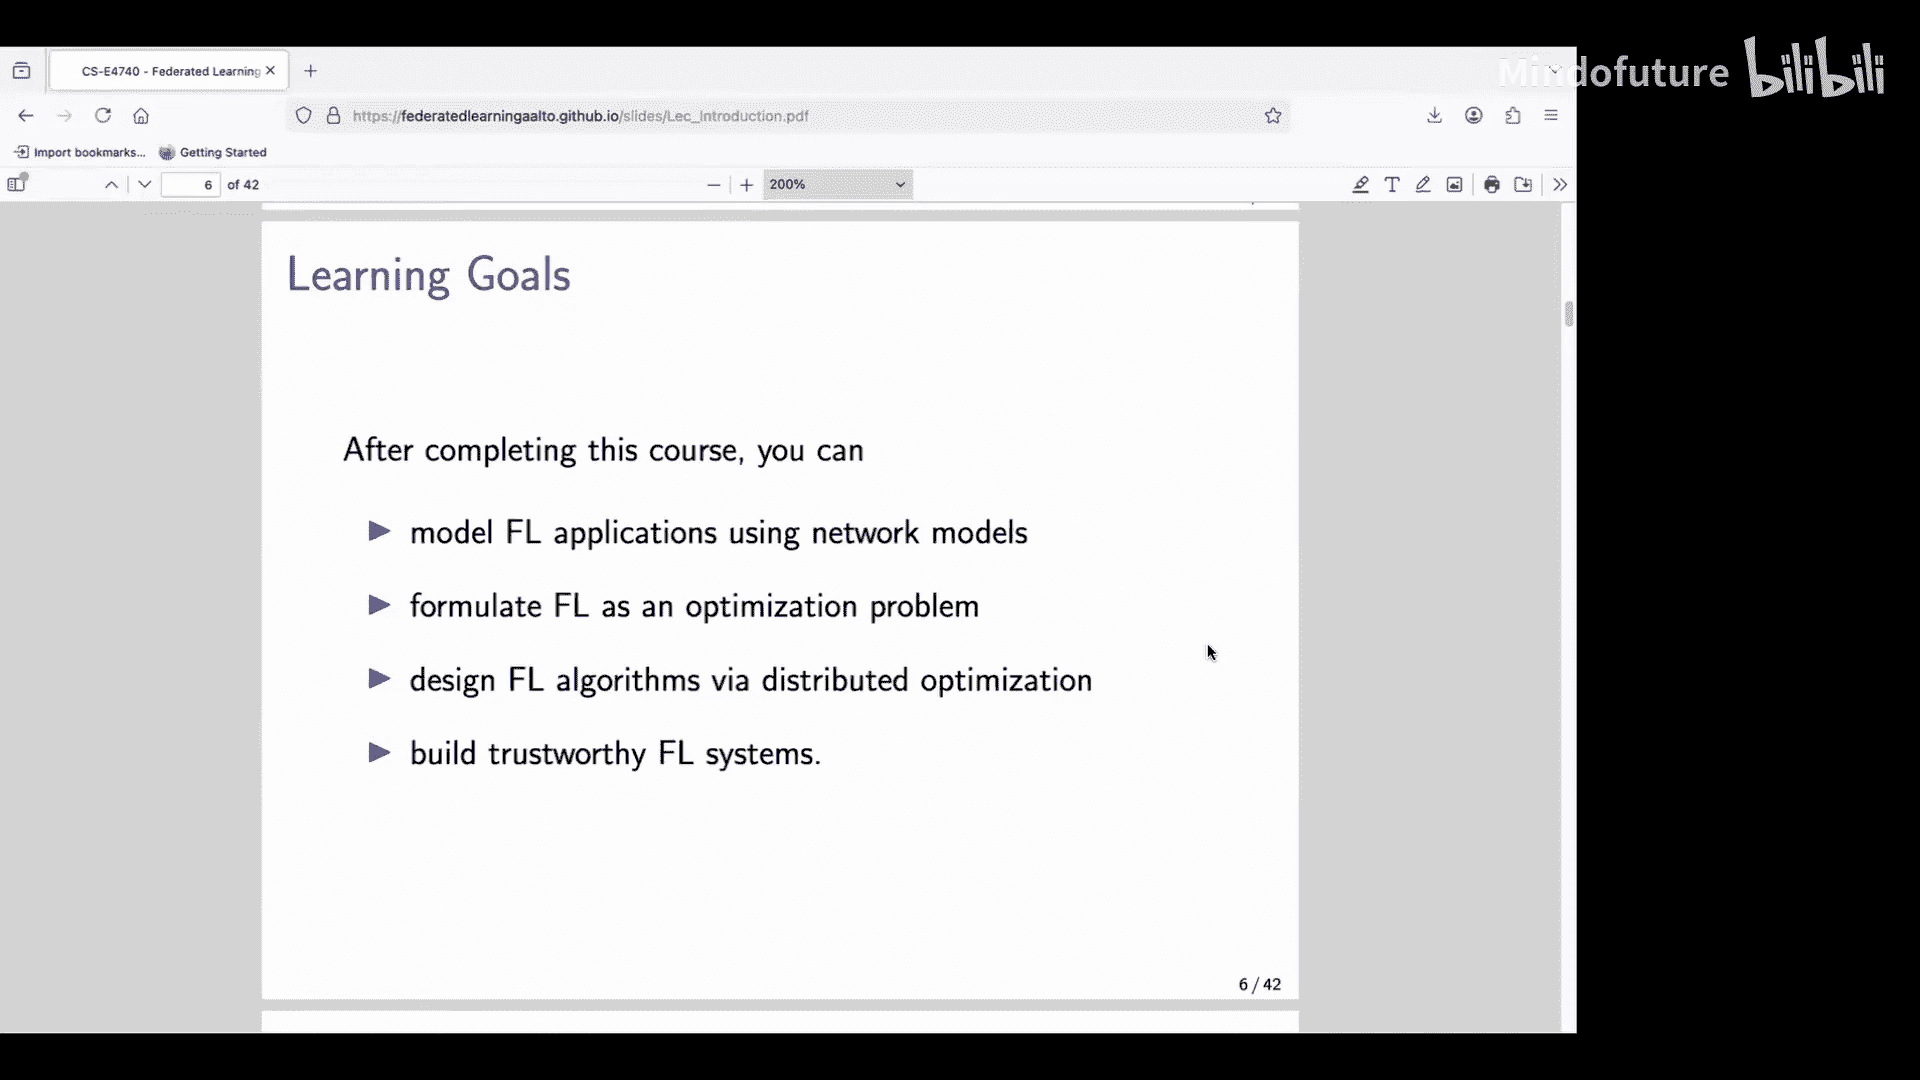 Mindofuture bilibili
CS-E4740 - Federated Learning
https://federatedlearningaalto.github.io/slides/Lec_Introduction.pdf
Import bookmarks... Getting Started
6 of 42 200%
Learning Goals
After completing this course, you can
model FL applications using network models
formulate FL as an optimization problem
design FL algorithms via distributed optimization
build trustworthy FL systems.
6 / 42